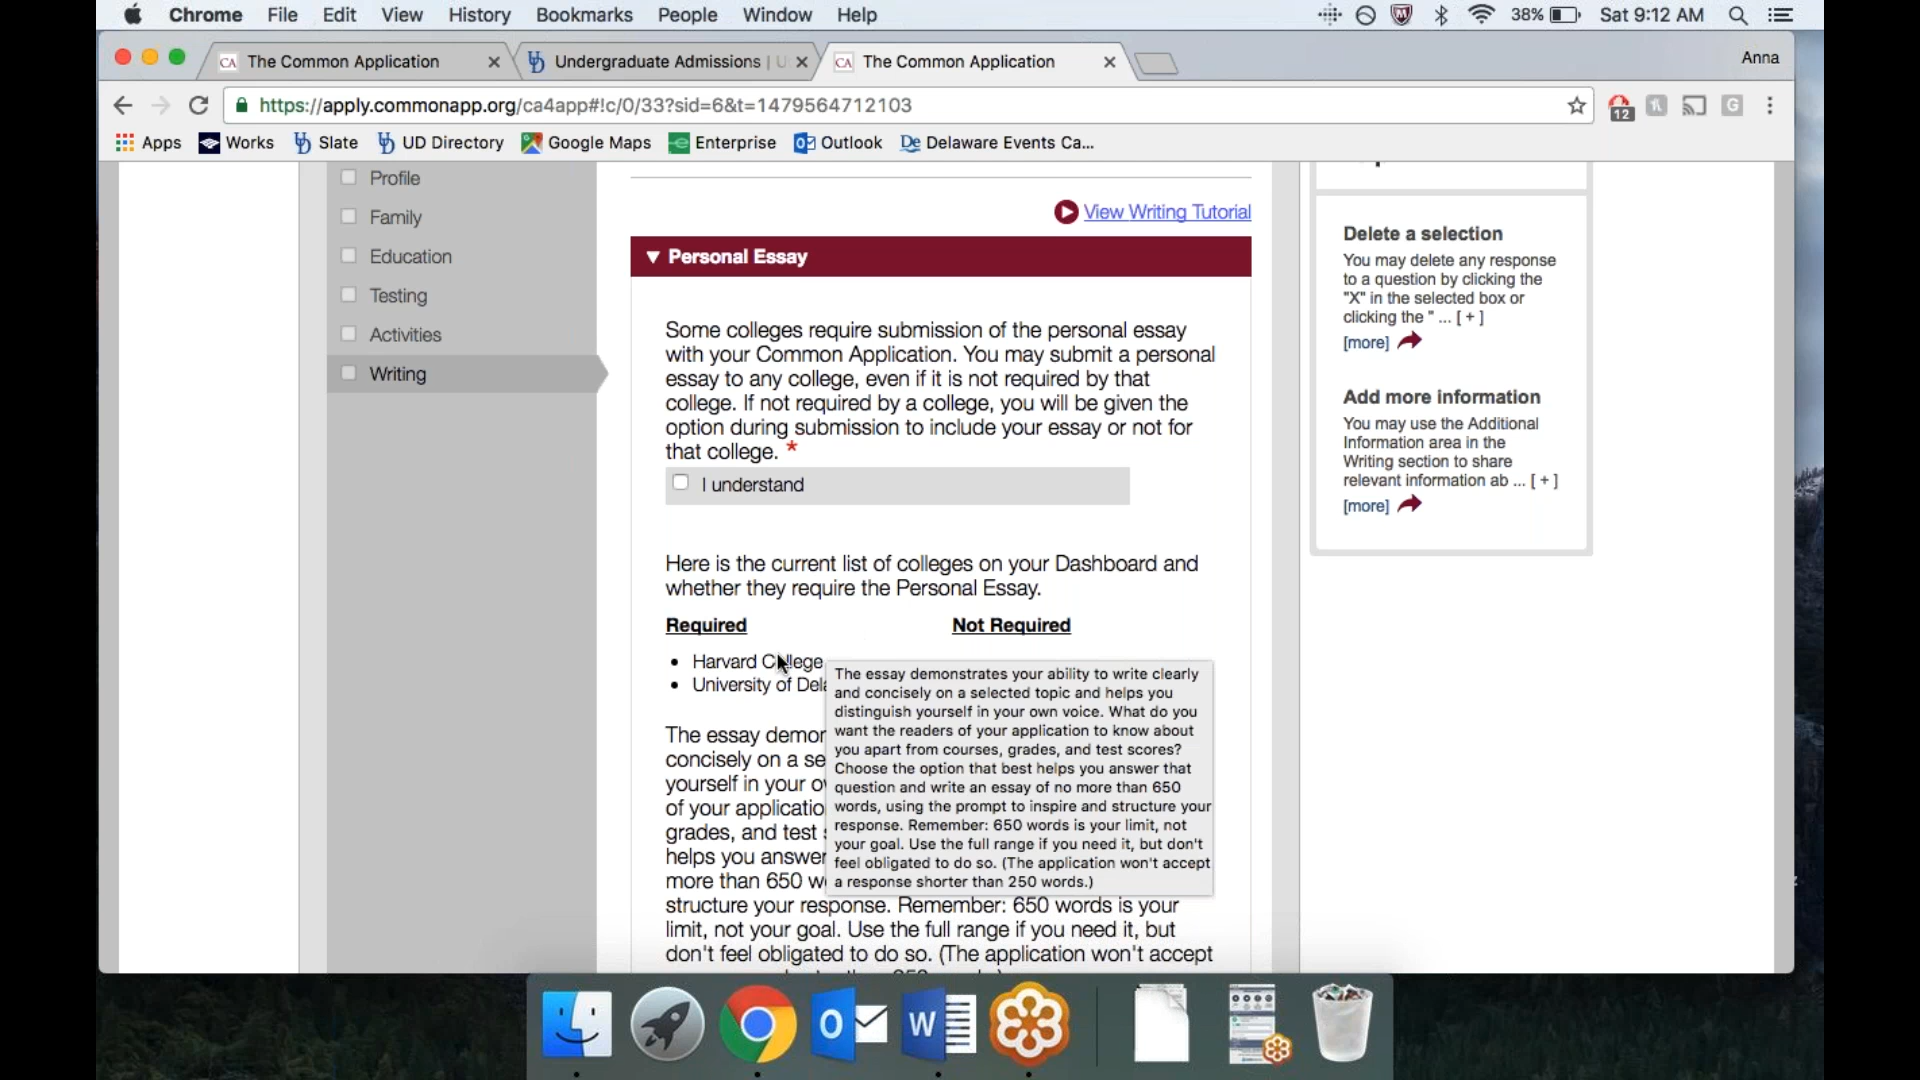 Chrome File Edit View History Bookmarks People Window Help 38% Sat 9:12 AM
The Common Application Undergraduate Admissions | U The Common Application Anna
https://apply.commonapp.org/ca4app#!c/0/33?sid=6&t=1479564712103 12
Apps Works Slate UD Directory Google Maps Enterprise Outlook Delaware Events Ca...
Profile
Family
Education
Testing
Activities
Writing
View Writing Tutorial
Personal Essay
Some colleges require submission of the personal essay
with your Common Application. You may submit a personal
essay to any college, even if it is not required by that
college. If not required by a college, you will be given the
option during submission to include your essay or not for
that college. *
I understand
Here is the current list of colleges on your Dashboard and
whether they require the Personal Essay.
Required Not Required
Harvard College
University of Dela
The essay demon
concisely on a se
yourself in your ov
of your applicatio
grades, and test
helps you answer
more than 650 w
structure your response. Remember: 650 words is your
limit, not your goal. Use the full range if you need it, but
don't feel obligated to do so. (The application won't accept
The essay demonstrates your ability to write clearly
and concisely on a selected topic and helps you
distinguish yourself in your own voice. What do you
want the readers of your application to know about
you apart from courses, grades, and test scores?
Choose the option that best helps you answer that
question and write an essay of no more than 650
words, using the prompt to inspire and structure your
response. Remember: 650 words is your limit, not
your goal. Use the full range if you need it, but don't
feel obligated to do so. (The application won't accept
a response shorter than 250 words.)
Delete a selection
You may delete any response
to a question by clicking the
"X" in the selected box or
clicking the " ... [ + ]
[more]
Add more information
You may use the Additional
Information area in the
Writing section to share
relevant information ab ... [ + ]
[more]